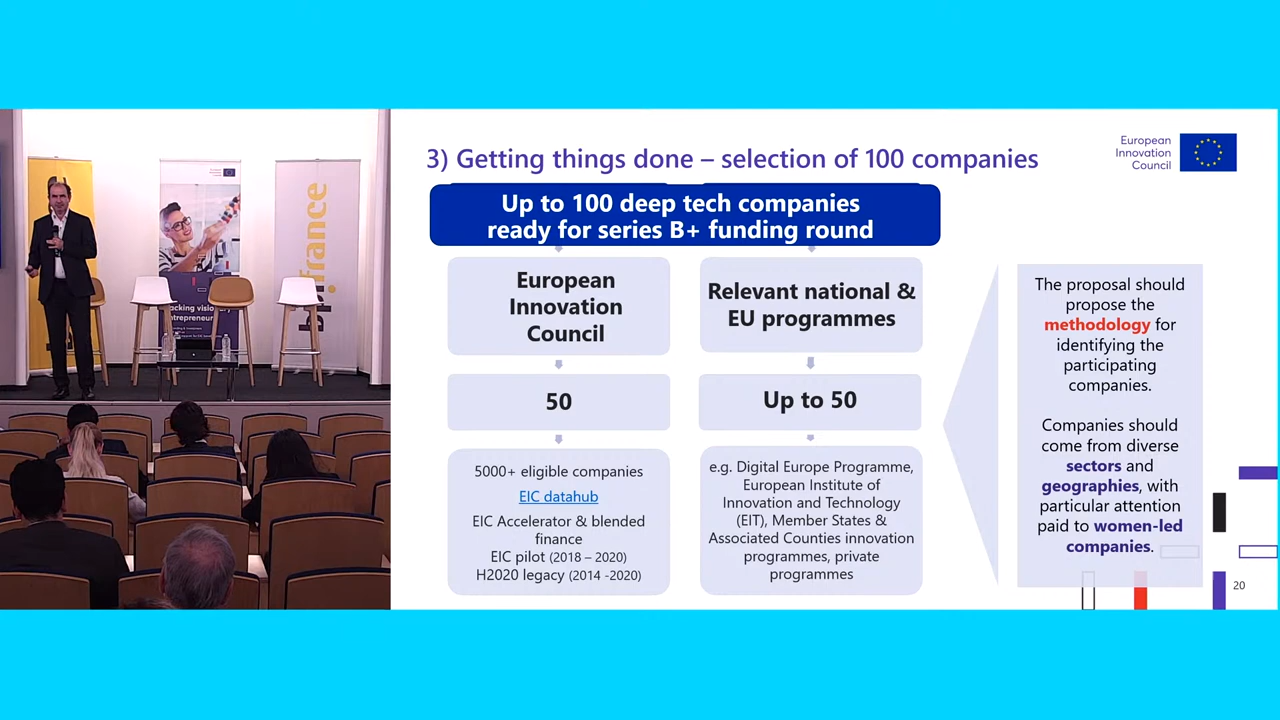 3) Getting things done – selection of 100 companies
European
Innovation
Council
Up to 100 deep tech companies
ready for series B+ funding round
European
Innovation
Council
Relevant national &
EU programmes
50
Up to 50
5000+ eligible companies
EIC datahub
EIC Accelerator & blended
finance
EIC pilot (2018 – 2020)
H2020 legacy (2014 -2020)
e.g. Digital Europe Programme,
European Institute of
Innovation and Technology
(EIT), Member States &
Associated Counties innovation
programmes, private
programmes
The proposal should
propose the
methodology for
identifying the
participating
companies.
Companies should
come from diverse
sectors and
geographies, with
particular attention
paid to women-led
companies.
20
france